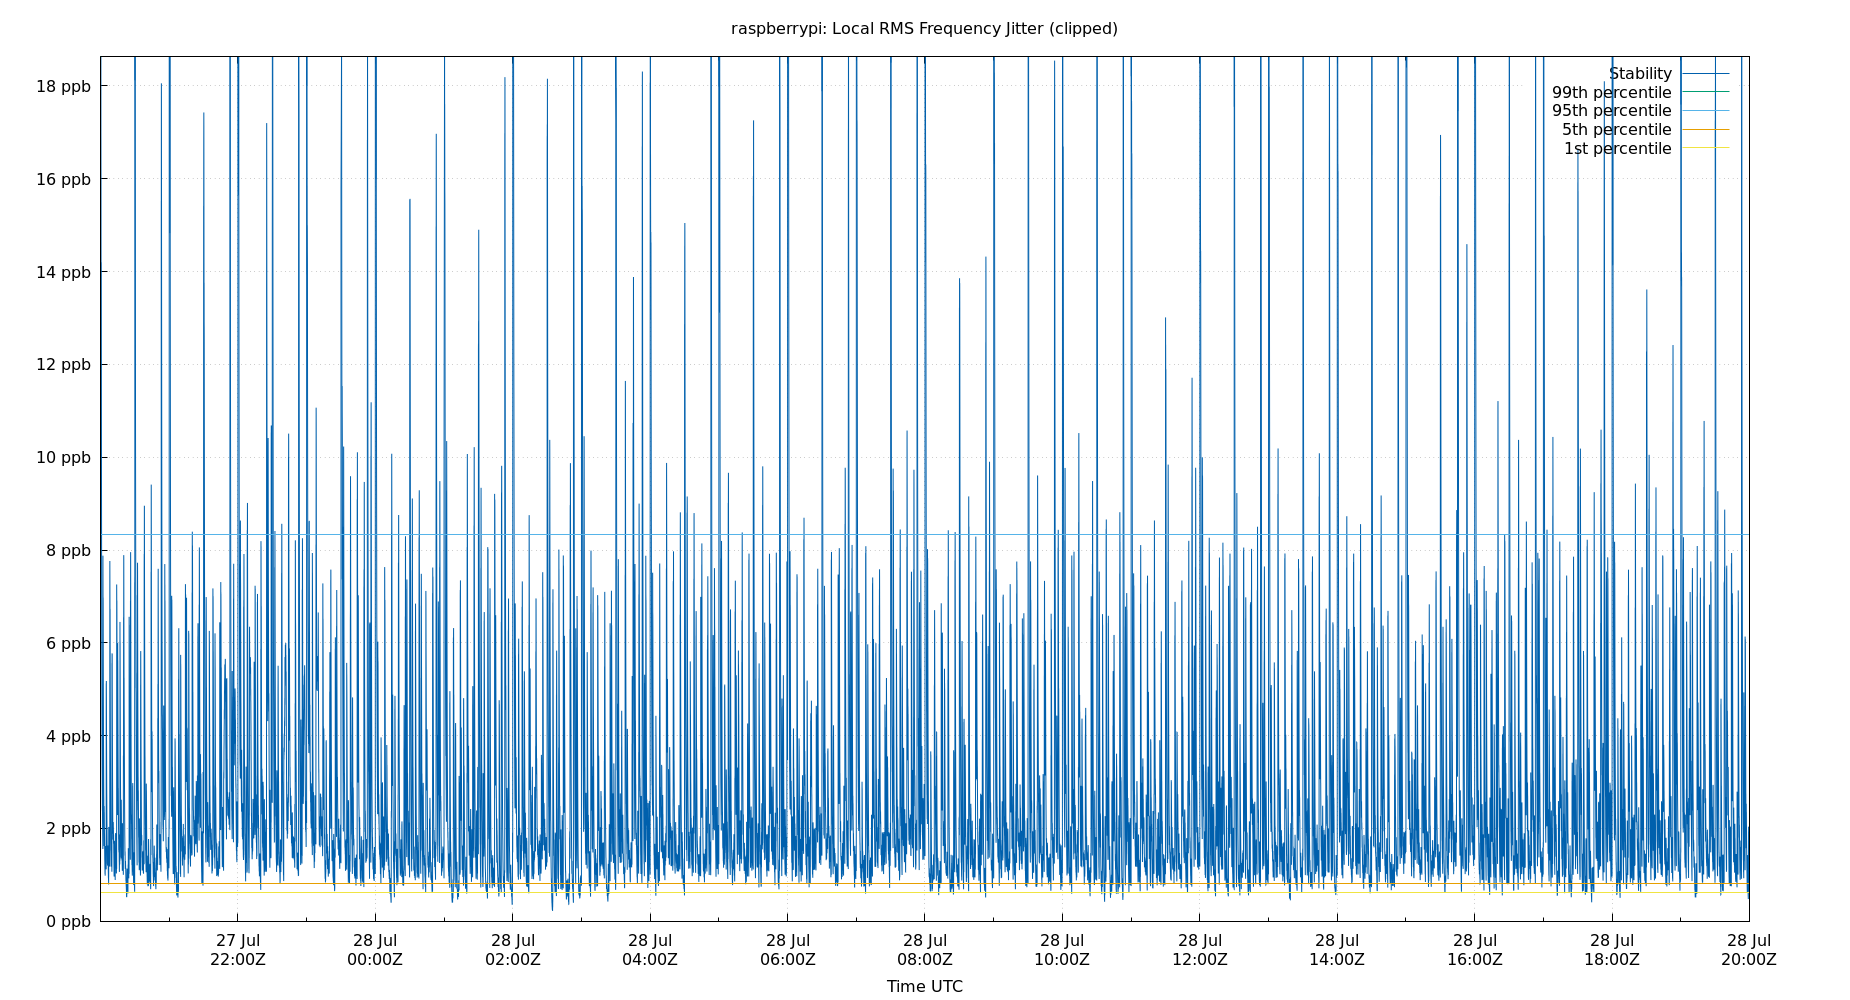 raspberrypi: Local RMS Frequency Jitter (clipped)
18 ppb
16 ppb
14 ppb
12 ppb
10 ppb
8 ppb
6 ppb
4 ppb
2 ppb
0 ppb
Stability
99th percentile
95th percentile
5th percentile
1st percentile
27 Jul 28 Jul 28 Jul 28 Jul 28 Jul 28 Jul 28 Jul 28 Jul 28 Jul 28 Jul 28 Jul 28 Jul
22:00Z 00:00Z 02:00Z 04:00Z 06:00Z 08:00Z 10:00Z 12:00Z 14:00Z 16:00Z 18:00Z 20:00Z
Time UTC